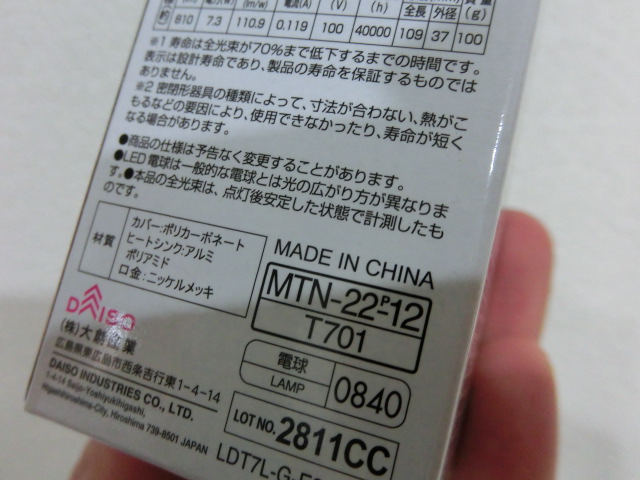 (lm/w)
(V)
(h)
全長 外径
(g)
810 7.3 110.9 0.119 100 40000 109 37 100
※1 寿命は全光束が70%まで低下するまでの時間です。
表示は設計寿命であり、製品の寿命を保証するものでは
ありません。
※2 密閉形器具の種類によって、寸法が合わない、熱がこ
もるなどの要因により、使用できなかったり、寿命が短く
なる場合があります。
●商品の仕様は予告なく変更することがあります。
●LED電球は一般的な電球とは光の広がり方が異なりま
す。●本品の全光束は、点灯後安定した状態で計測したも
のです。
材質
カバー:ポリカーボネート
ヒートシンク:アルミ
ポリアミド
口金:ニッケルメッキ
MADE IN CHINA
MTN-22P-12
T701
電球
LAMP
0840
LOT NO. 2811CC
DAISO
(株)大創産業
広島県東広島市西条吉行東1-4-14
DAISO INDUSTRIES CO., LTD.
1-4-14 Saijo-Yoshiyukihigashi,
Higashihiroshima-City, Hiroshima 739-8501 JAPAN
LDT7L-G